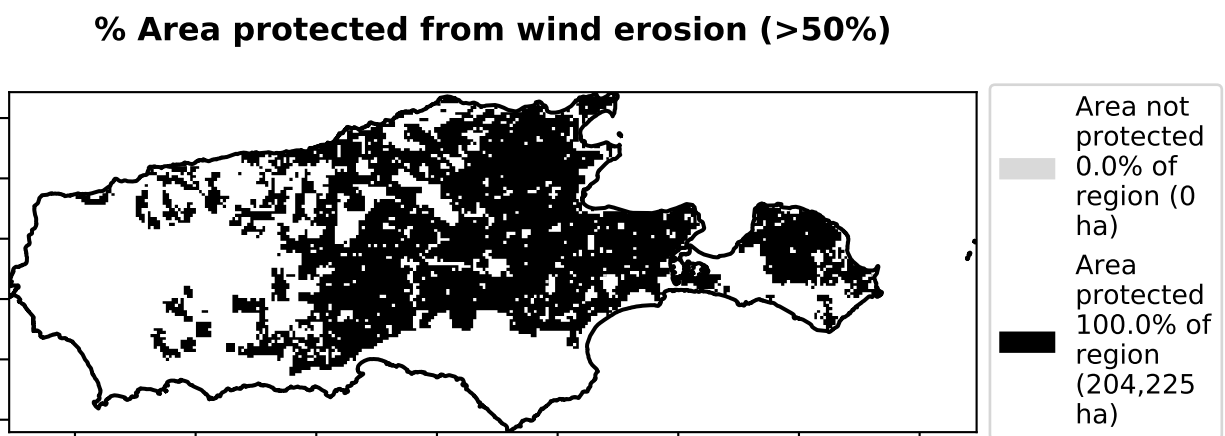 % Area protected from wind erosion (>50%)
Area not
protected
0.0% of
region (0
ha)
Area
protected
100.0% of
region
(204,225
ha)